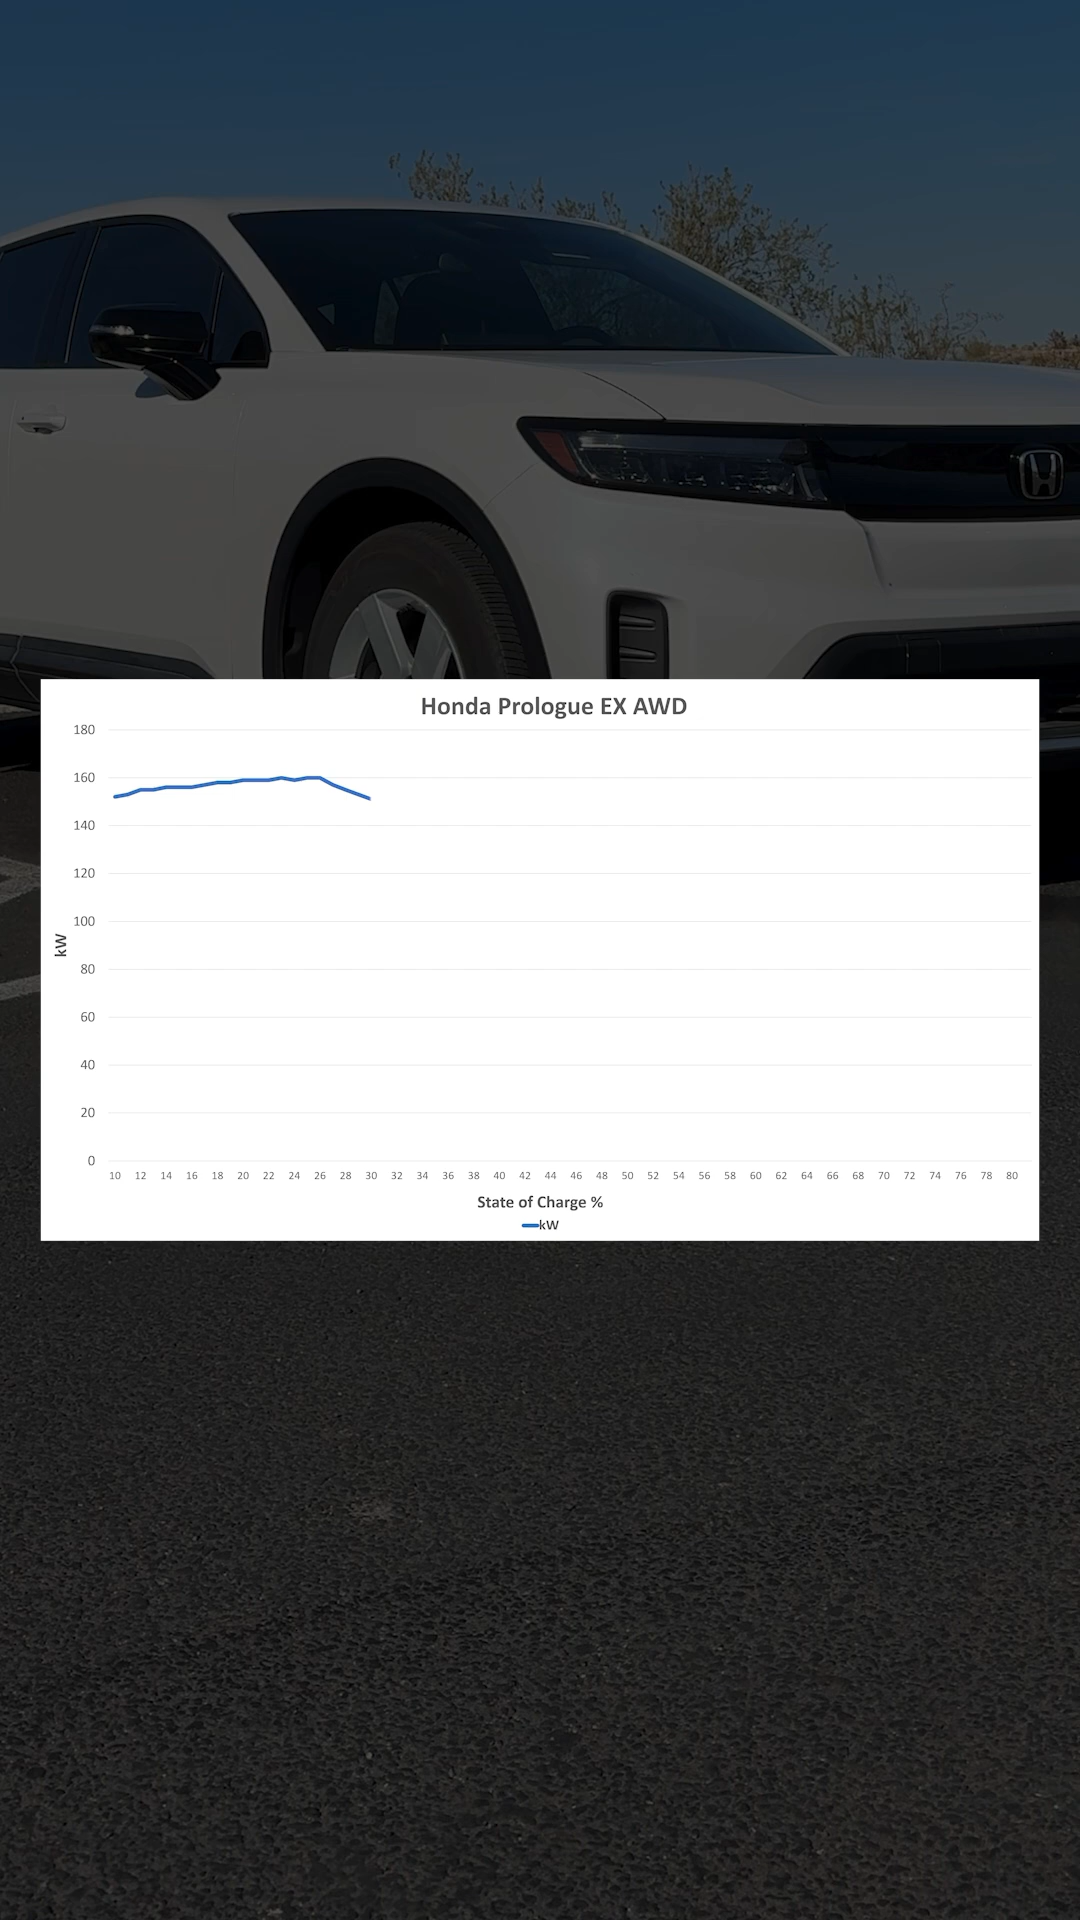 Honda Prologue EX AWD
180
160
140
120
100
80
60
40
20
0
kW
10 12 14 16 18 20 22 24 26 28 30 32 34 36 38 40 42 44 46 48 50 52 54 56 58 60 62 64 66 68 70 72 74 76 78 80
State of Charge %
kW